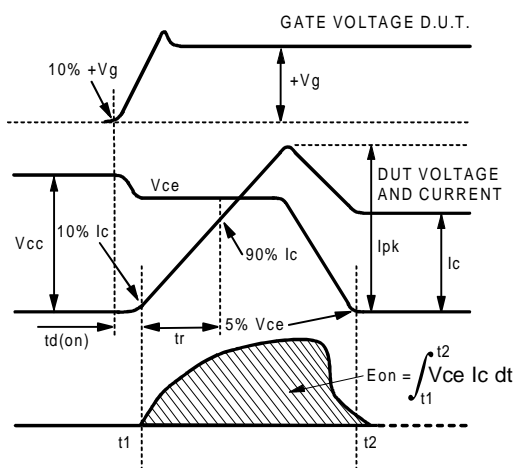 GATE VOLTAGE D.U.T.
10% +Vg
+Vg
DUT VOLTAGE
AND CURRENT
Vce
Vcc
10% Ic
90% Ic
Ipk
Ic
td(on)
tr
5% Vce
Eon = ∫ Vce Ic dt
t2
t1
t1
t2